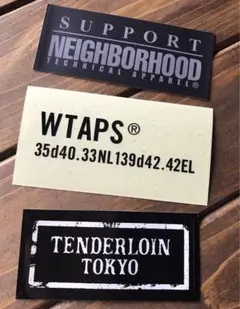 SUPPORT
NEIGHBORHOOD
TECHNICAL APPAREL®
WTAPS®
35d40.33NL139d42.42EL
TENDERLOIN
TOKYO